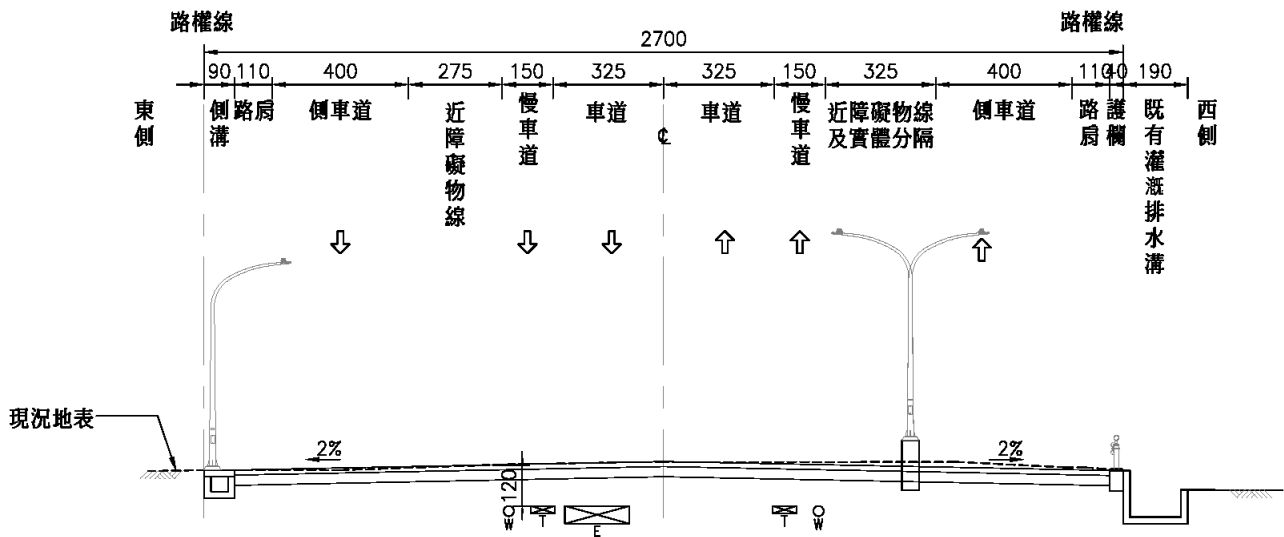 路權線
路權線
2700
90 110 400 275 150 325 325 150 325 400 110 40 190
東側
側溝
路肩
側車道
近障礙物線
慢車道
車道
℄
車道
慢車道
近障礙物線
及實體分隔
側車道
路肩
護欄
既有灌溉排水溝
西側
現況地表
2%
2%
120
W
T
E
T
W